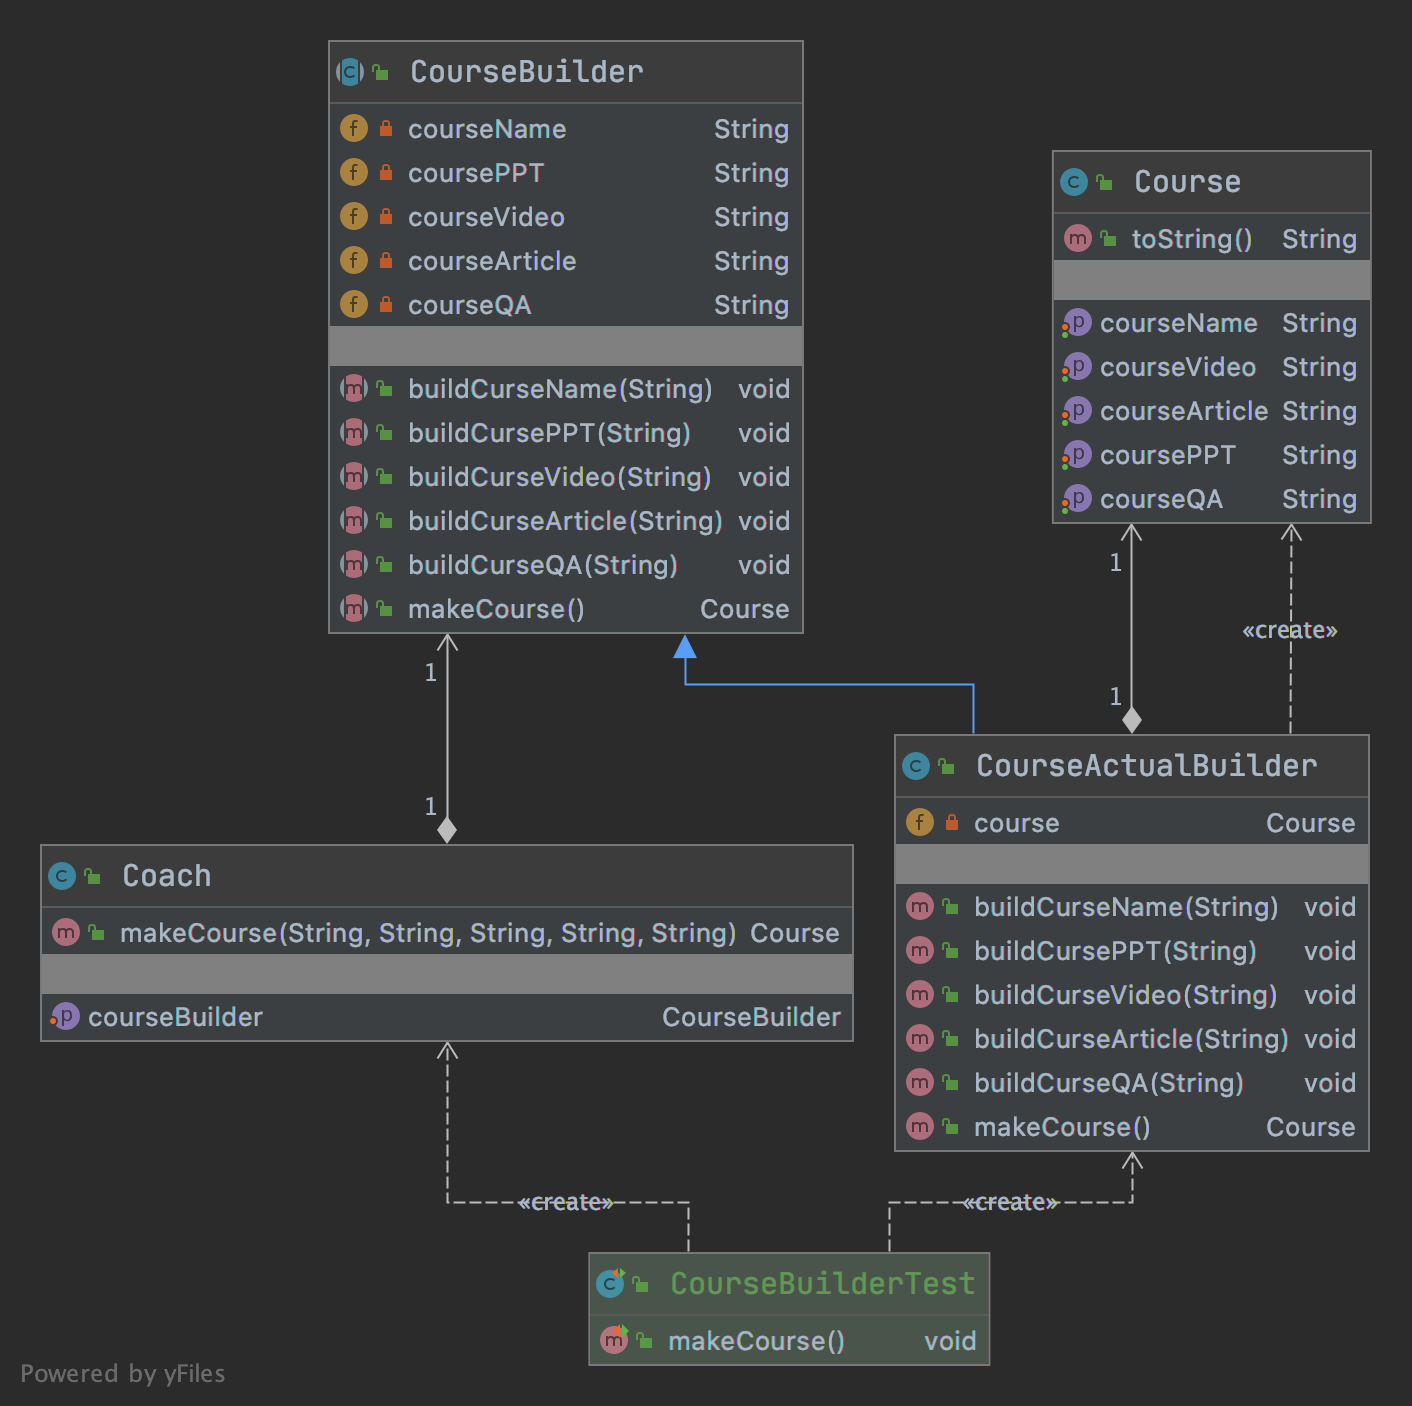 CourseBuilder
courseName String
coursePPT String
courseVideo String
courseArticle String
courseQA String
buildCurseName(String) void
buildCursePPT(String) void
buildCurseVideo(String) void
buildCurseArticle(String) void
buildCurseQA(String) void
makeCourse() Course
Course
toString() String
courseName String
courseVideo String
courseArticle String
coursePPT String
courseQA String
1
1
«create»
1
1
Coach
makeCourse(String, String, String, String, String) Course
courseBuilder CourseBuilder
CourseActualBuilder
course Course
buildCurseName(String) void
buildCursePPT(String) void
buildCurseVideo(String) void
buildCurseArticle(String) void
buildCurseQA(String) void
makeCourse() Course
«create»
«create»
CourseBuilderTest
makeCourse() void
Powered by yFiles